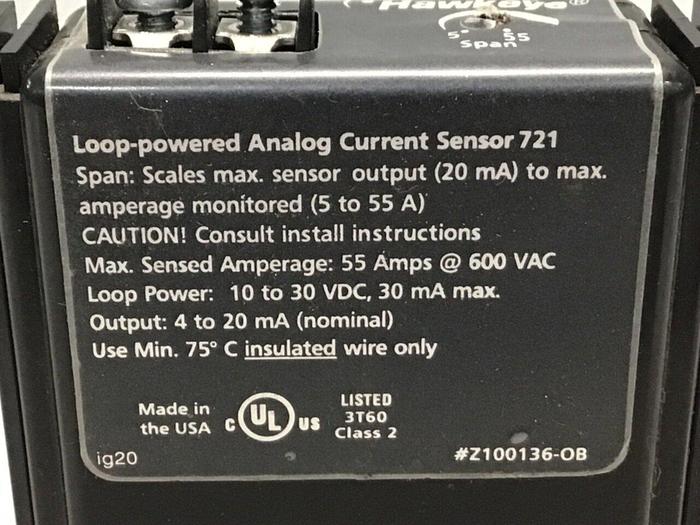 Hawkeye®
5 55
Span
Loop-powered Analog Current Sensor 721
Span: Scales max. sensor output (20 mA) to max.
amperage monitored (5 to 55 A)
CAUTION! Consult install instructions
Max. Sensed Amperage: 55 Amps @ 600 VAC
Loop Power: 10 to 30 VDC, 30 mA max.
Output: 4 to 20 mA (nominal)
Use Min. 75° C insulated wire only
Made in
the USA
C UL US
LISTED
3T60
Class 2
ig20
#Z100136-OB